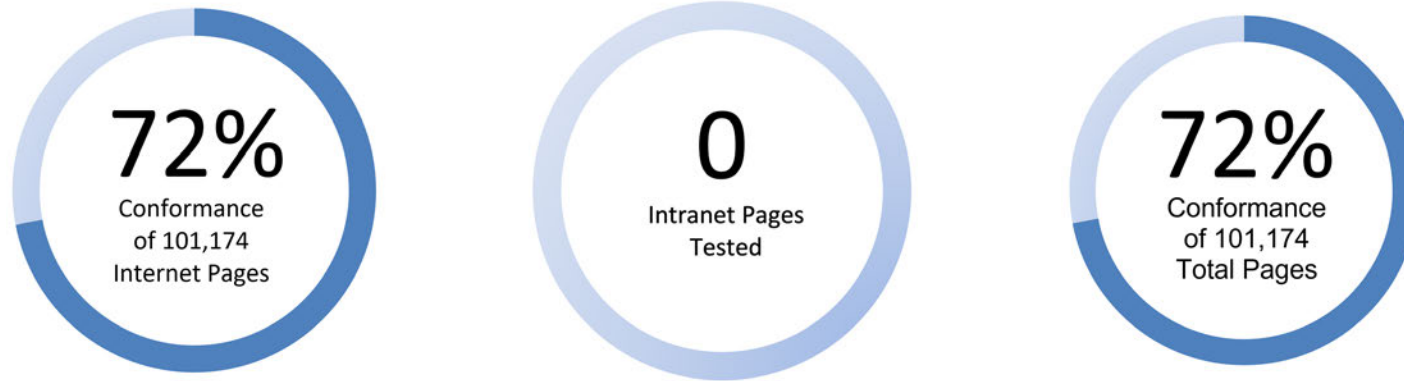 72%
Conformance
of 101,174
Internet Pages
0
Intranet Pages
Tested
72%
Conformance
of 101,174
Total Pages